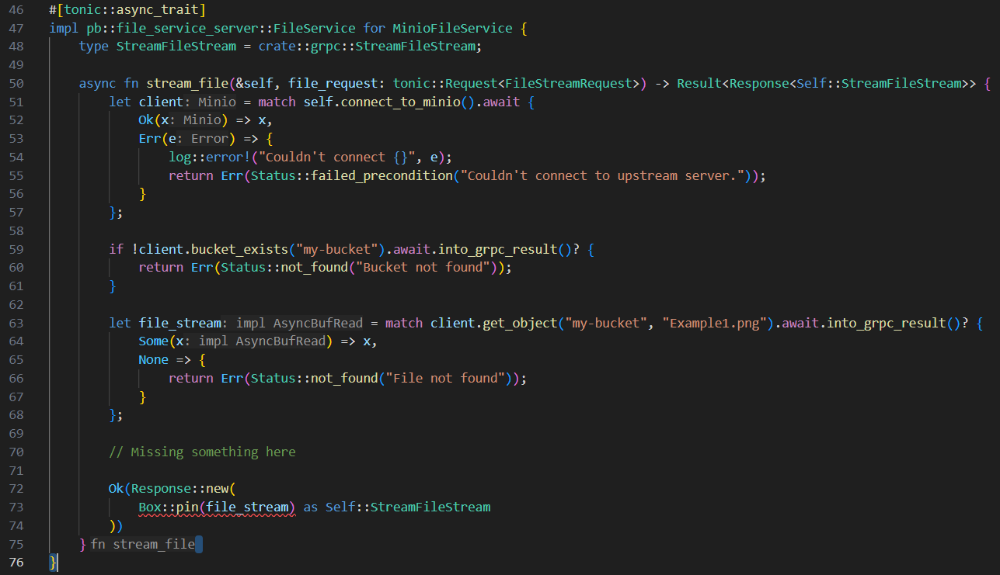 46 #[tonic::async_trait]
47 impl pb::file_service_server::FileService for MinioFileService {
48 type StreamFileStream = crate::grpc::StreamFileStream;
49
50 async fn stream_file(&self, file_request: tonic::Request<FileStreamRequest>) -> Result<Response<Self::StreamFileStream>> {
51 let client: Minio = match self.connect_to_minio().await {
52 Ok(x: Minio) => x,
53 Err(e: Error) => {
54 log::error!("Couldn't connect {}", e);
55 return Err(Status::failed_precondition("Couldn't connect to upstream server."));
56 }
57 };
58
59 if !client.bucket_exists("my-bucket").await.into_grpc_result()? {
60 return Err(Status::not_found("Bucket not found"));
61 }
62
63 let file_stream: impl AsyncBufRead = match client.get_object("my-bucket", "Example1.png").await.into_grpc_result()? {
64 Some(x: impl AsyncBufRead) => x,
65 None => {
66 return Err(Status::not_found("File not found"));
67 }
68 };
69
70 // Missing something here
71
72 Ok(Response::new(
73 Box::pin(file_stream) as Self::StreamFileStream
74 ))
75 } fn stream_file
76 }